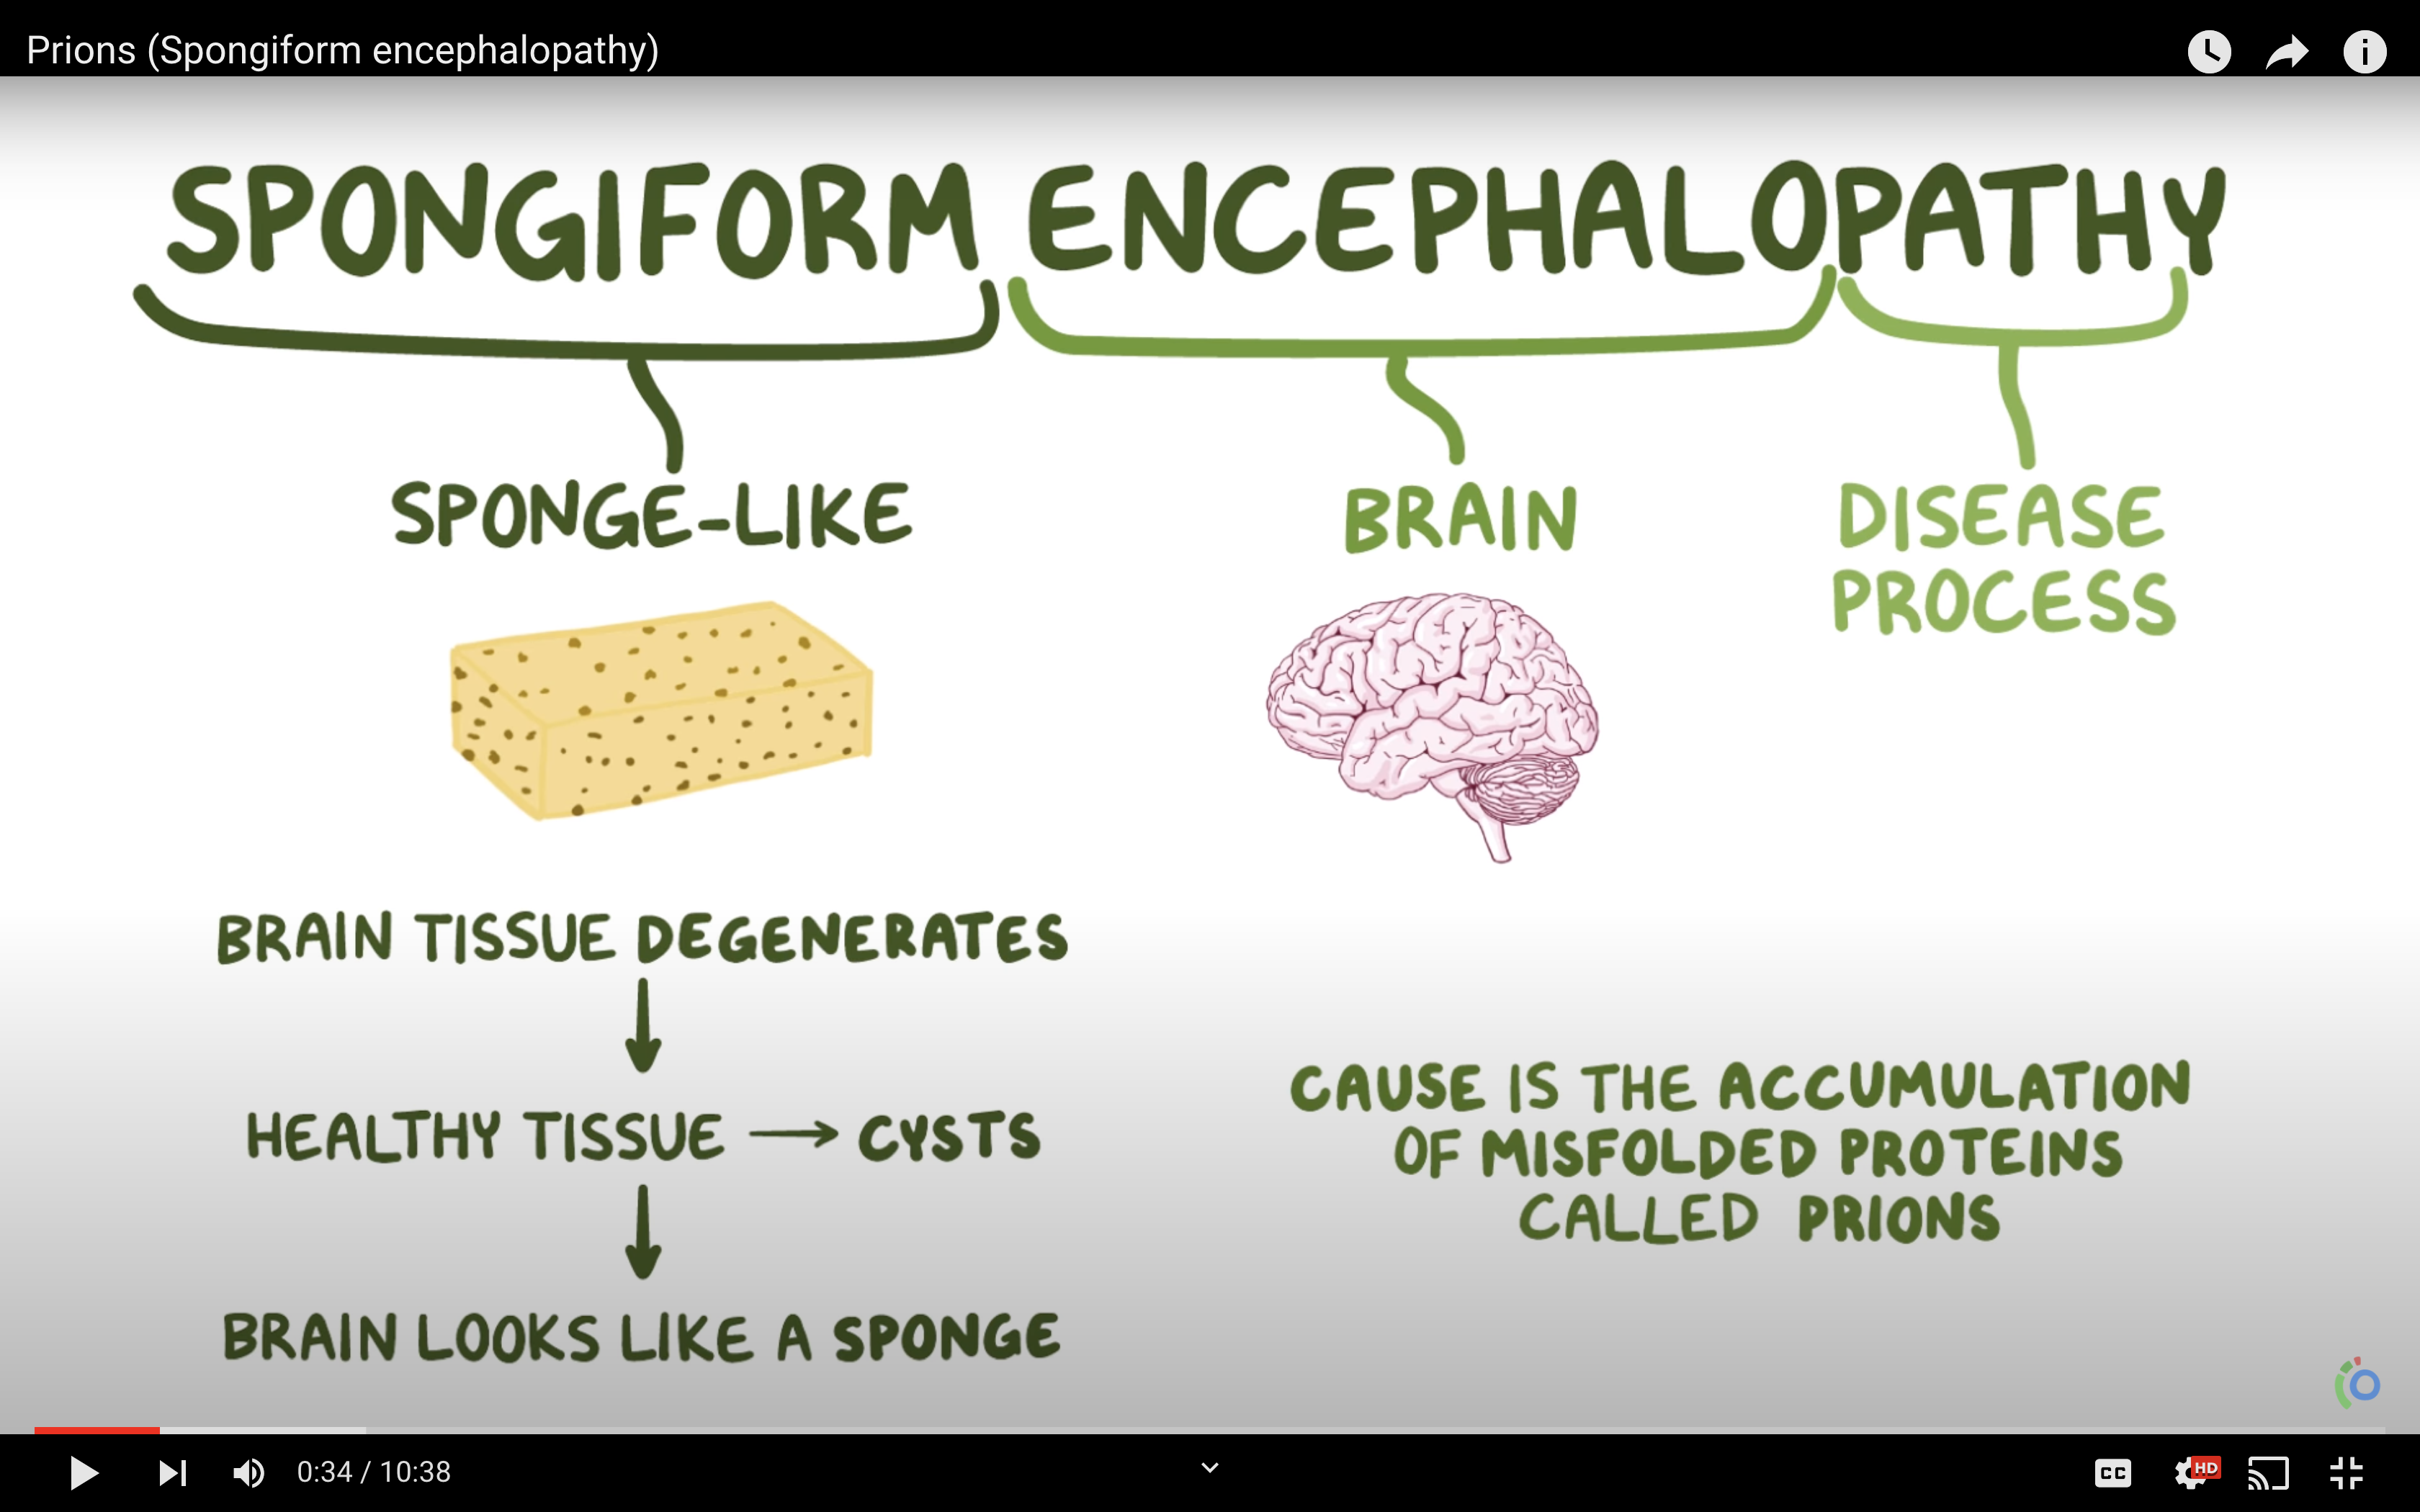 Prions (Spongiform encephalopathy)
SPONGIFORM ENCEPHALOPATHY
SPONGE-LIKE
BRAIN
DISEASE
PROCESS
BRAIN TISSUE DEGENERATES
HEALTHY TISSUE → CYSTS
BRAIN LOOKS LIKE A SPONGE
CAUSE IS THE ACCUMULATION
OF MISFOLDED PROTEINS
CALLED PRIONS
0:34 / 10:38
CC
HD